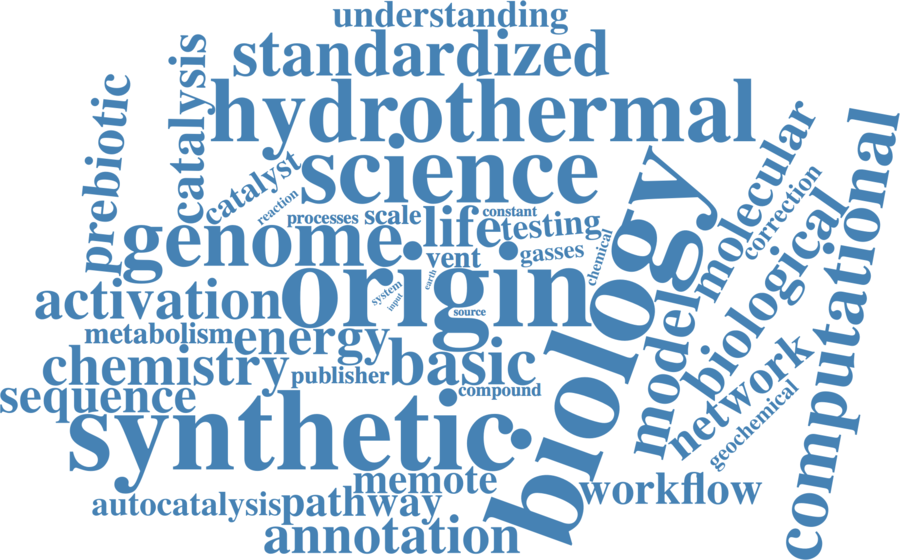 understanding
standardized
hydrothermal
catalysis
prebiotic
science
catalyst
reaction
processes
scale
life
constant
testing
genome
vent
gasses
chemical
biology
molecular
correction
computational
biological
model
network
geochemical
activation
origin
system
input
earth
source
metabolism
energy
chemistry
publisher
basic
compound
sequence
synthetic
memote
workflow
autocatalysis
pathway
annotation